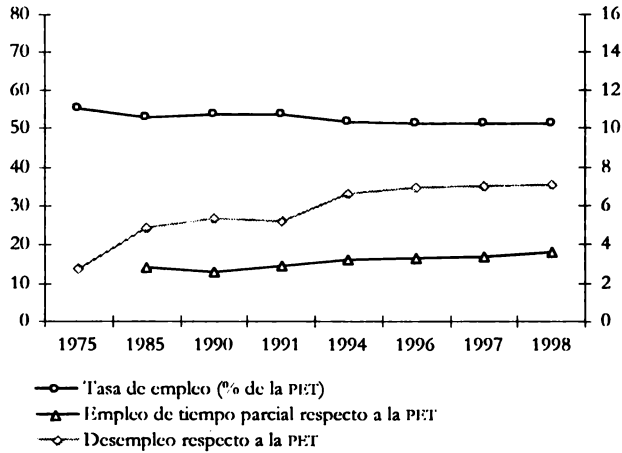 80 16
70 14
60 12
50 10
40 8
30 6
20 4
10 2
0 0
1975 1985 1990 1991 1994 1996 1997 1998
Tasa de empleo (% de la PET)
Empleo de tiempo parcial respecto a la PET
Desempleo respecto a la PET